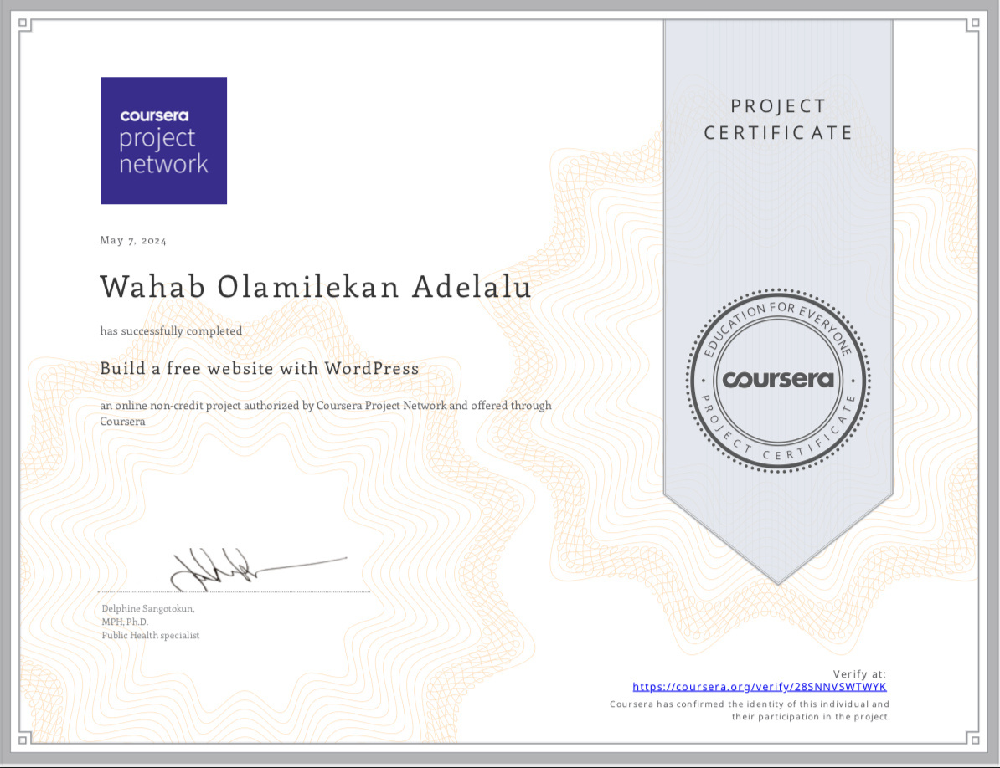 coursera
project
network
PROJECT
CERTIFICATE
May 7, 2024
Wahab Olamilekan Adelalu
has successfully completed
Build a free website with WordPress
an online non-credit project authorized by Coursera Project Network and offered through
Coursera
EDUCATION FOR EVERYONE
coursera
PROJECT CERTIFICATE
Delphine Sangotokun,
MPH, Ph.D.
Public Health specialist
Verify at:
https://coursera.org/verify/28SNNVSWTWYK
Coursera has confirmed the identity of this individual and
their participation in the project.